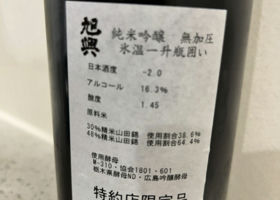 旭興
純米吟醸 無加圧
氷温一升瓶囲い
日本酒度 -2.0
アルコール 16.3%
酸度 1.45
原料米
30%精米山田錦 使用割合38.6%
48%精米山田錦 使用割合64.4%
使用酵母
M-310・協会1801・601
栃木県酵母ND・広島吟醸酵母
特約店限定品